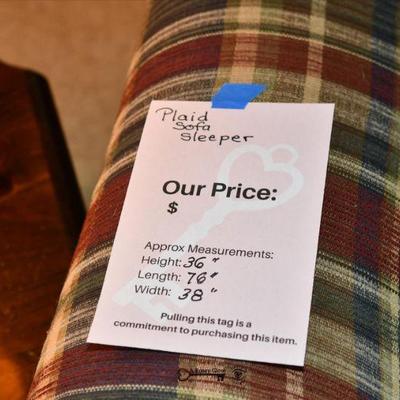 Plaid
Sofa
Sleeper
Our Price:
$
Approx Measurements:
Height: 36"
Length: 76"
Width: 38"
Pulling this tag is a
commitment to purchasing this item.